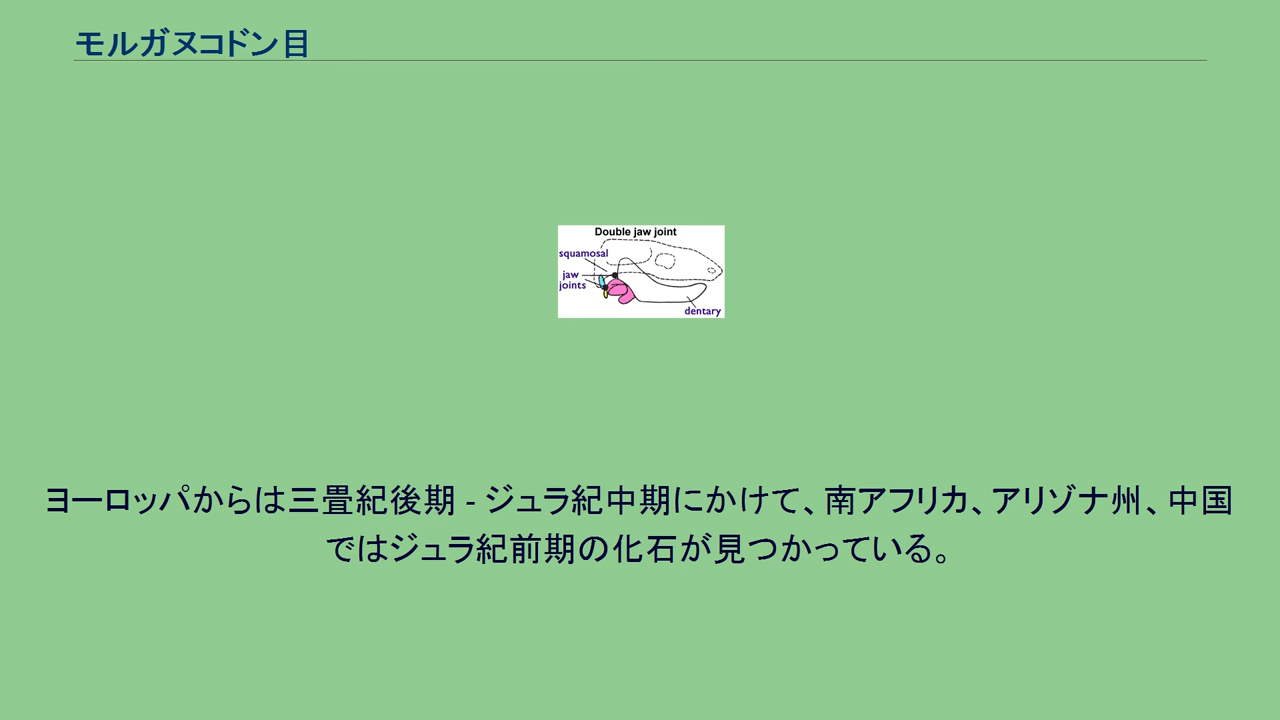 モルガヌコドン目
Double jaw joint
squamosal
jaw
joints
dentary
ヨーロッパからは三畳紀後期 - ジュラ紀中期にかけて、南アフリカ、アリゾナ州、中国
ではジュラ紀前期の化石が見つかっている。